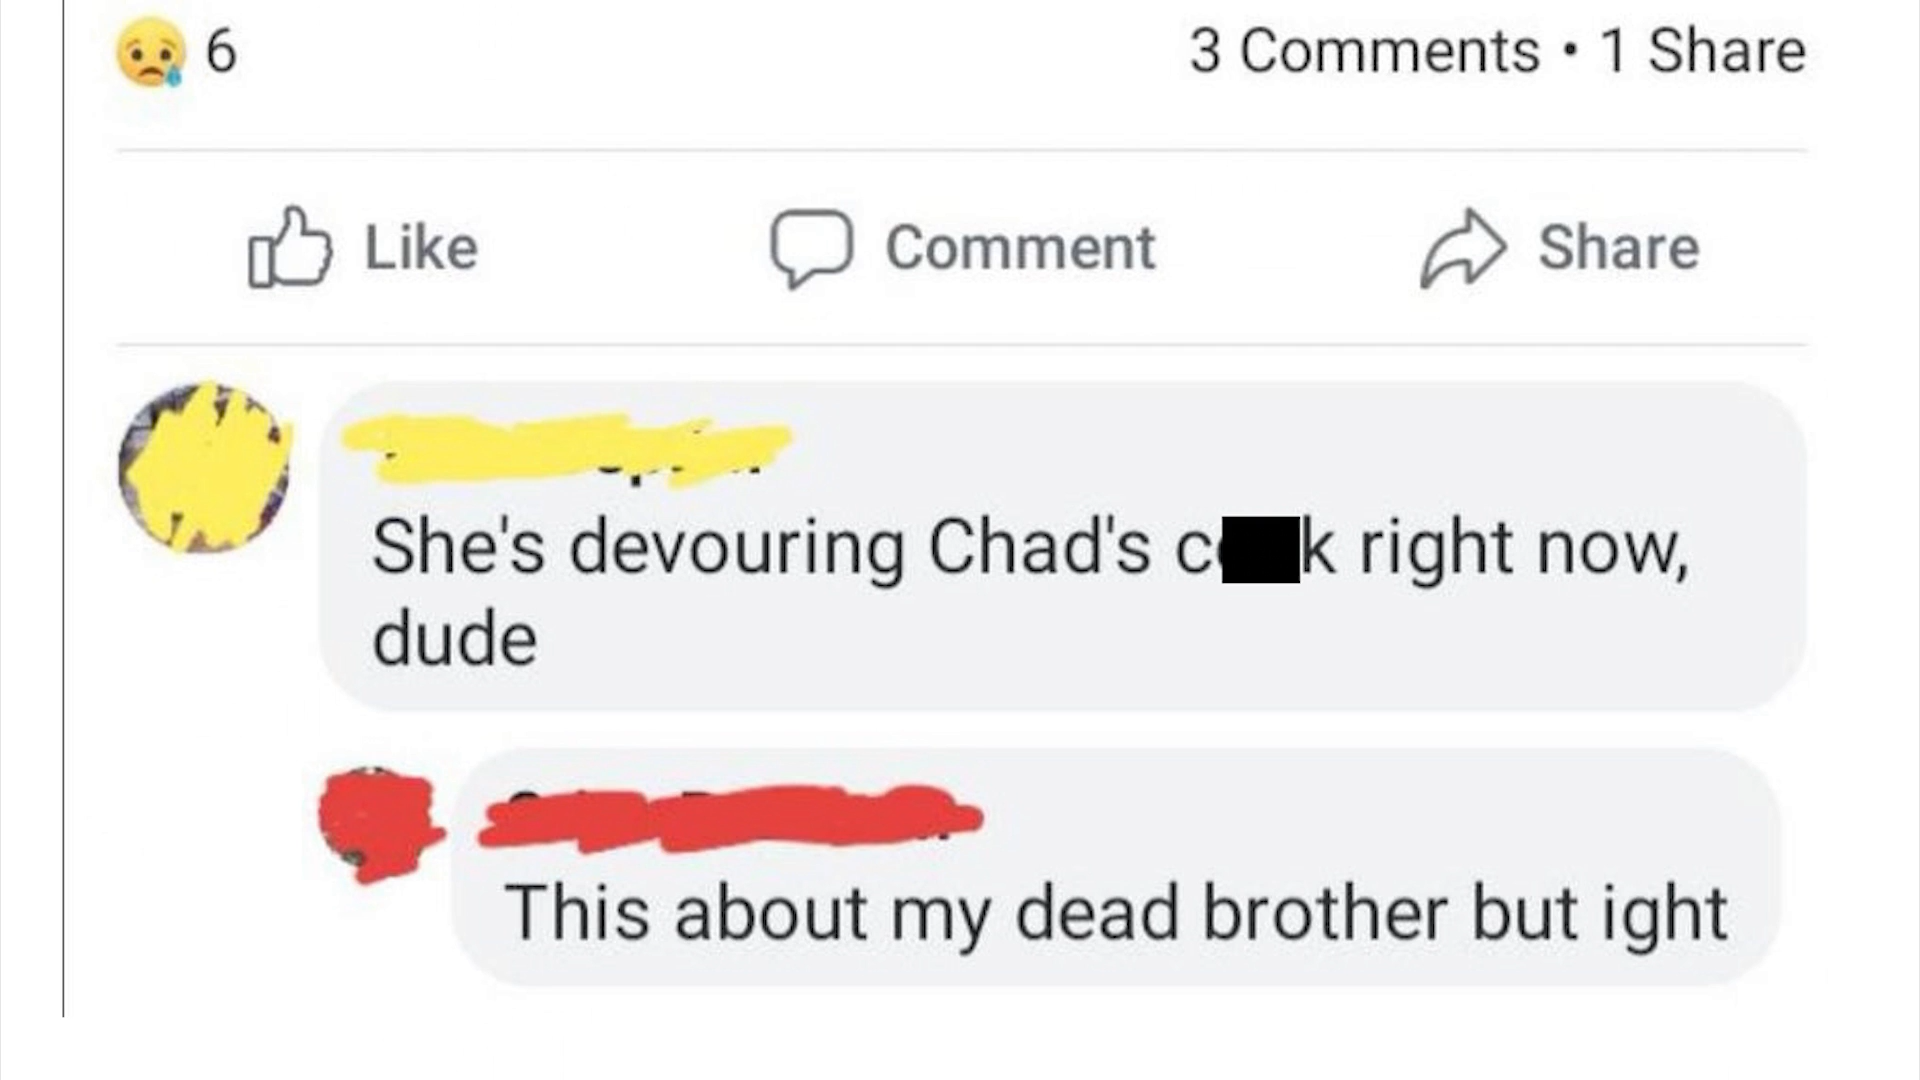 6 3 Comments • 1 Share
Like Comment Share
She's devouring Chad's c k right now,
dude
This about my dead brother but ight